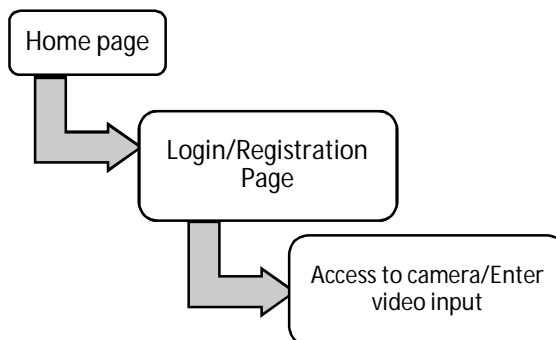 Home page
Login/Registration
Page
Access to camera/Enter
video input